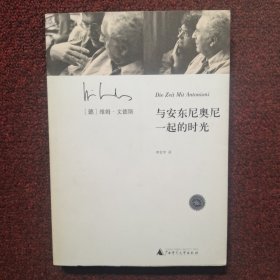 Die Zeit Mit Antonioni
[德] 维姆·文德斯
与安东尼奥尼
一起的时光
广西师范大学出版社